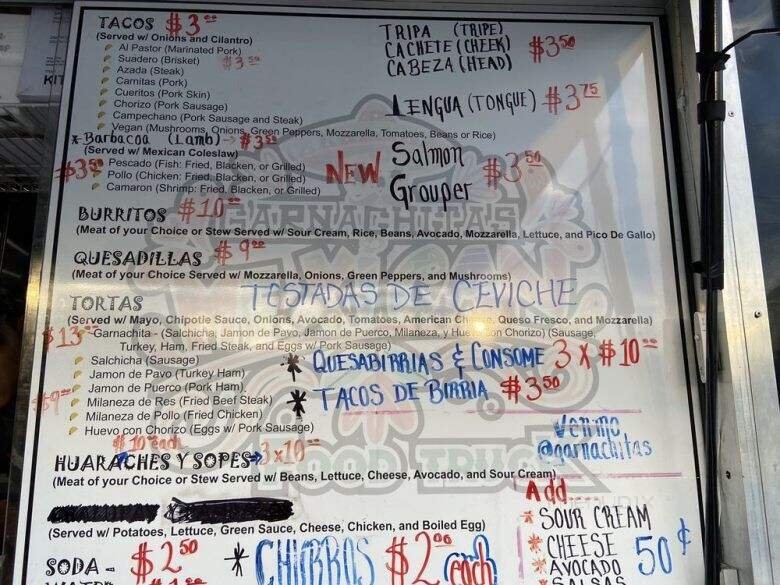 TACOS $3.00
(Served w/ Onions and Cilantro)
Al Pastor (Marinated Pork)
Suadero (Brisket) $3.50
Azada (Steak)
Carnitas (Pork)
Cueritos (Pork Skin)
Chorizo (Pork Sausage)
Campechano (Pork Sausage and Steak)
Vegan (Mushrooms, Onions, Green Peppers, Mozzarella, Tomatoes, Beans or Rice)
TRIPA (TRIPE)
CACHETE (CHEEK) $3.50
CABEZA (HEAD)
LENGUA (TONGUE) $3.75
x Barbacoa (Lamb) → $3.50
(Served w/ Mexican Coleslaw)
$3.50 Pescado (Fish: Fried, Blacken, or Grilled)
Pollo (Chicken: Fried, Blacken, or Grilled)
Camaron (Shrimp: Fried, Blacken, or Grilled)
NEW Salmon $3.50
Grouper
BURRITOS $10.00
(Meat of your Choice or Stew Served w/ Sour Cream, Rice, Beans, Avocado, Mozzarella, Lettuce, and Pico De Gallo)
QUESADILLAS $9.00
(Meat of your Choice Served w/ Mozzarella, Onions, Green Peppers, and Mushrooms)
TOSTADAS DE CEVICHE
TORTAS
(Served w/ Mayo, Chipotle Sauce, Onions, Avocado, Tomatoes, American Cheese, Queso Fresco, and Mozzarella)
Garnachita - (Salchicha, Jamon de Pavo, Jamon de Puerco, Milaneza, y Huevo con Chorizo) (Sausage,
Turkey, Ham, Fried Steak, and Eggs w/ Pork Sausage)
Salchicha (Sausage)
Jamon de Pavo (Turkey Ham)
Jamon de Puerco (Pork Ham)
Milaneza de Res (Fried Beef Steak)
Milaneza de Pollo (Fried Chicken)
Huevo con Chorizo (Eggs w/ Pork Sausage)
* QUESABIRRIAS & CONSOME 3 x $10.00
* TACOS DE BIRRIA $3.50
Venmo
@garnachitas
$10 each
HUARACHES Y SOPES → 3x10.00
(Meat of your Choice or Stew Served w/ Beans, Lettuce, Cheese, Avocado, and Sour Cream)
(Served w/ Potatoes, Lettuce, Green Sauce, Cheese, Chicken, and Boiled Egg)
SODA - $2.50
* CHURROS $2.00 each
Add
* SOUR CREAM
* CHEESE
* AVOCADO
* SALSAS
50¢
GARNACHITAS
FOOD TRUCK